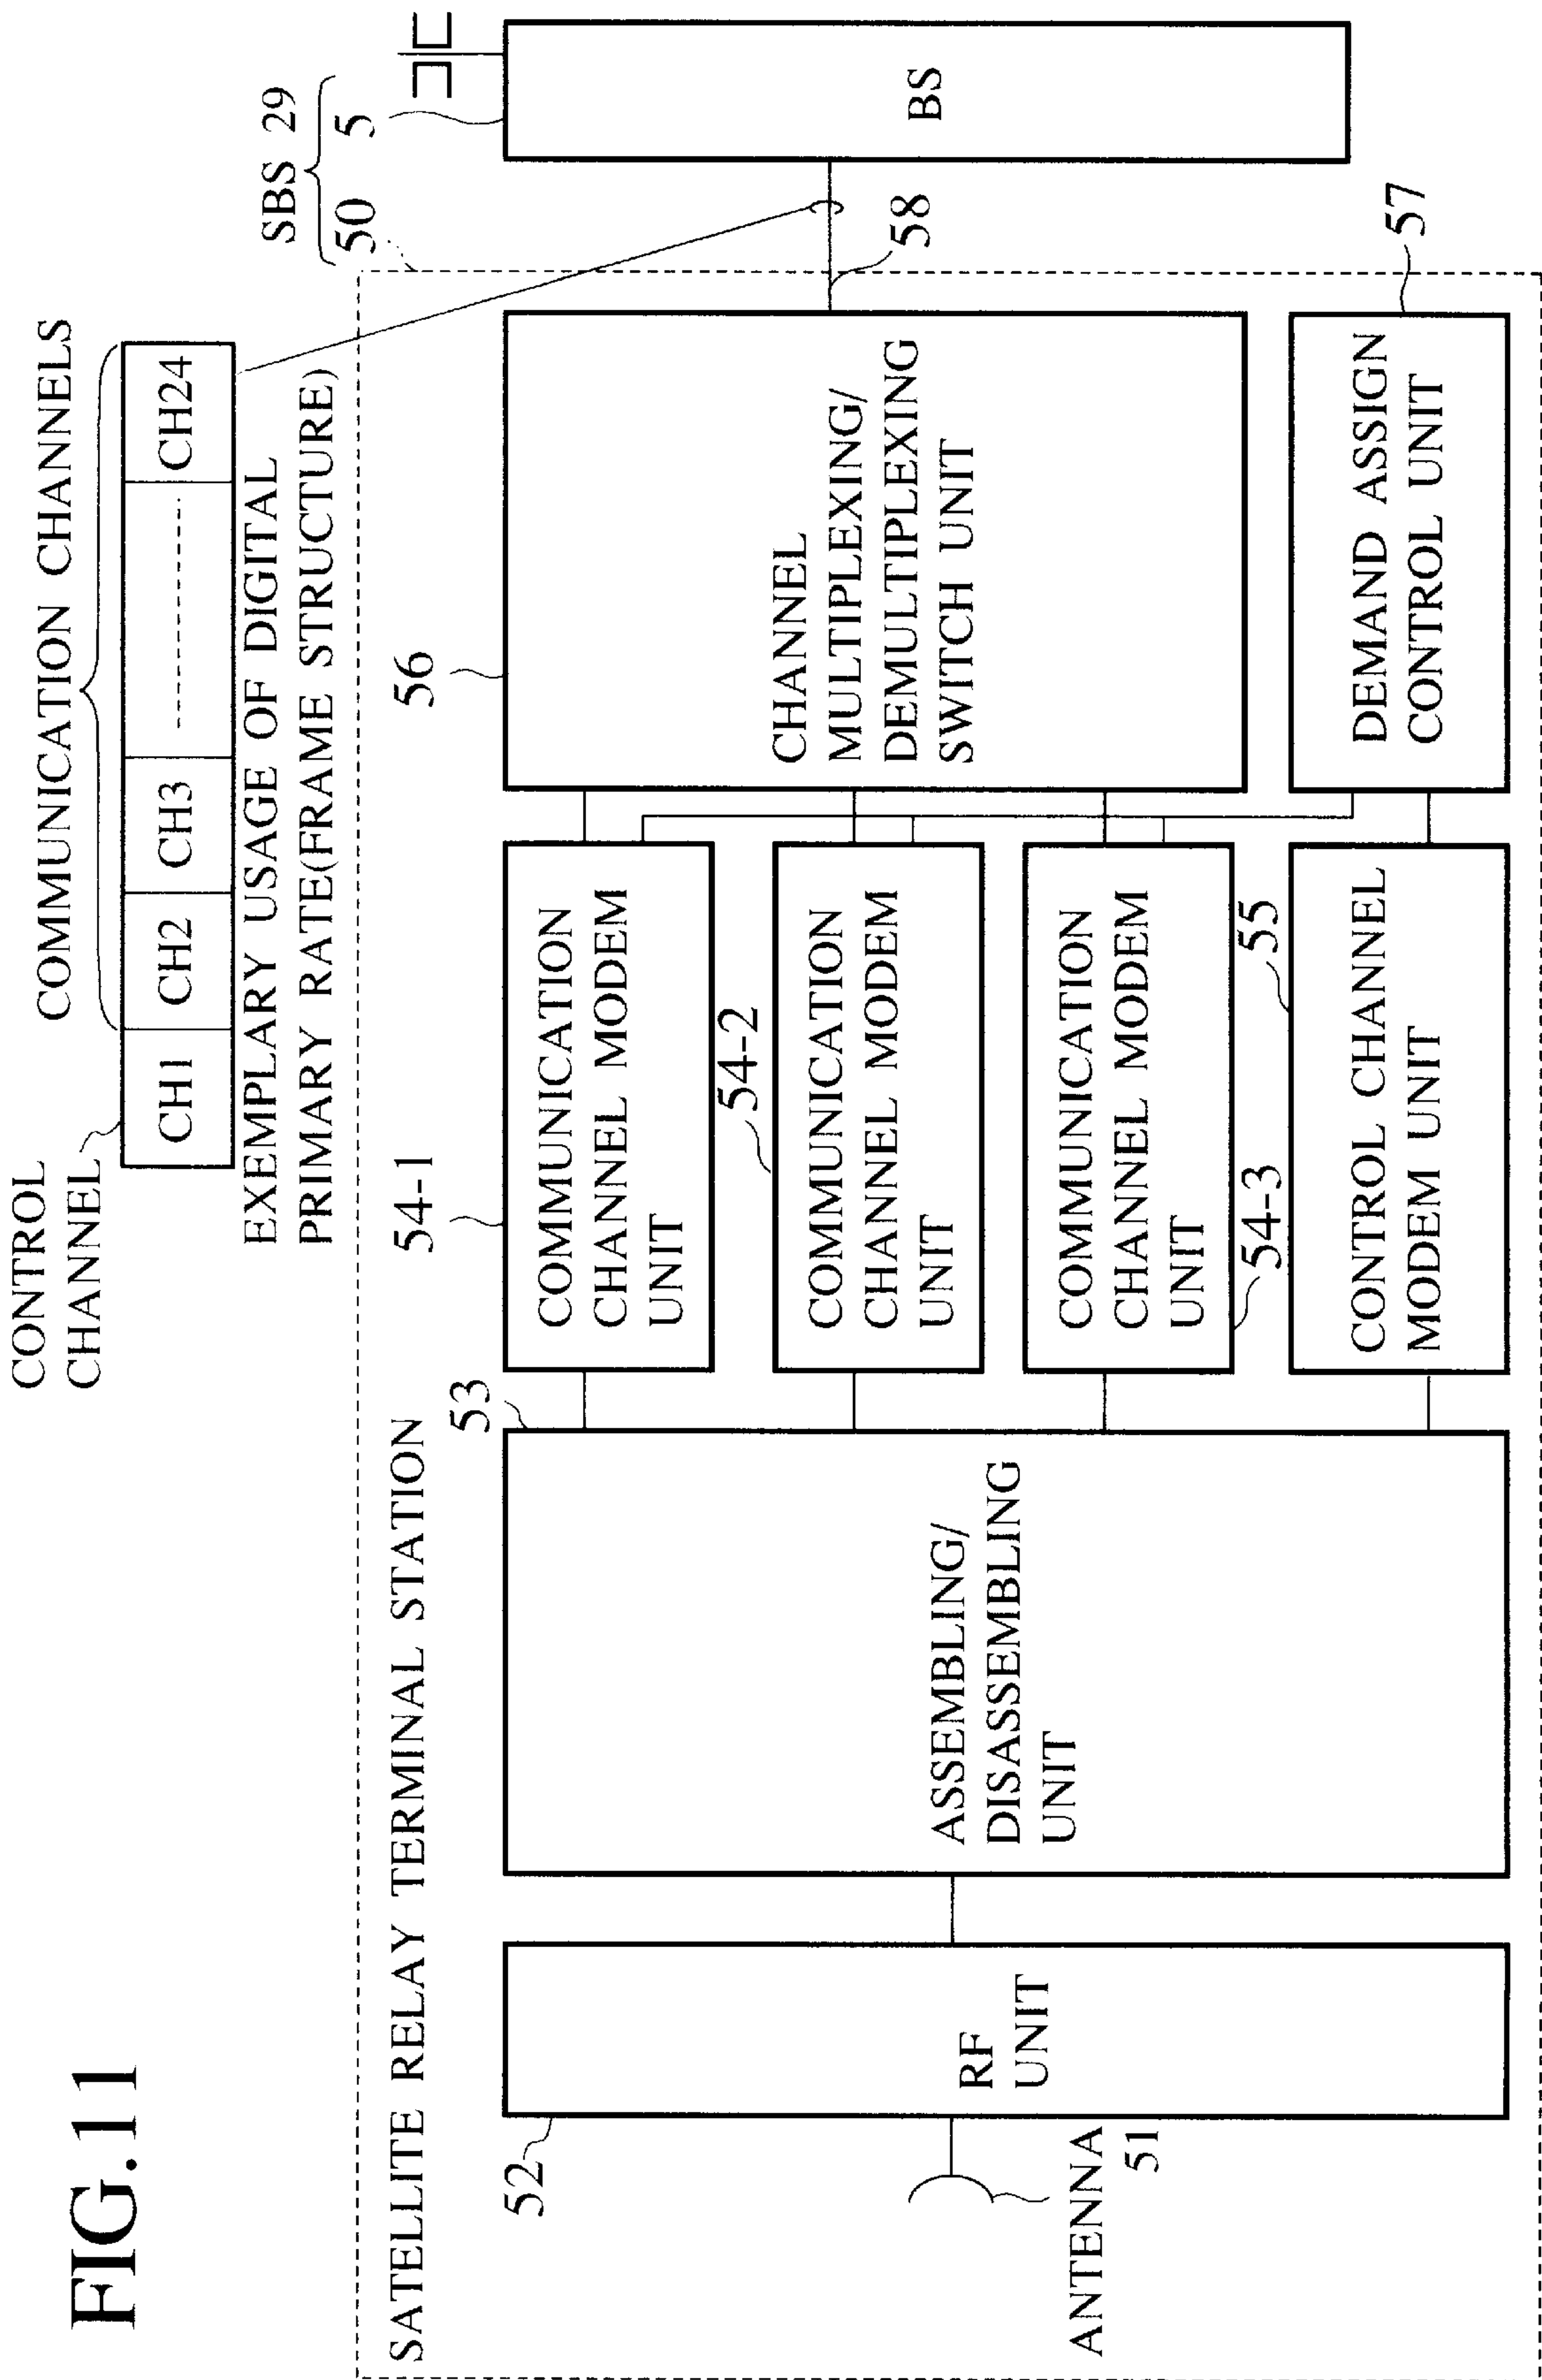 FIG.11
CONTROL
CHANNEL
COMMUNICATION CHANNELS
CH1
CH2
CH3
CH24
EXEMPLARY USAGE OF DIGITAL
PRIMARY RATE(FRAME STRUCTURE)
SBS 29
50
5
SATELLITE RELAY TERMINAL STATION
ANTENNA
51
52
RF
UNIT
53
ASSEMBLING/
DISASSEMBLING
UNIT
54-1
COMMUNICATION
CHANNEL MODEM
UNIT
54-2
COMMUNICATION
CHANNEL MODEM
UNIT
54-3
COMMUNICATION
CHANNEL MODEM
UNIT
55
CONTROL CHANNEL
MODEM UNIT
56
CHANNEL
MULTIPLEXING/
DEMULTIPLEXING
SWITCH UNIT
57
DEMAND ASSIGN
CONTROL UNIT
58
BS